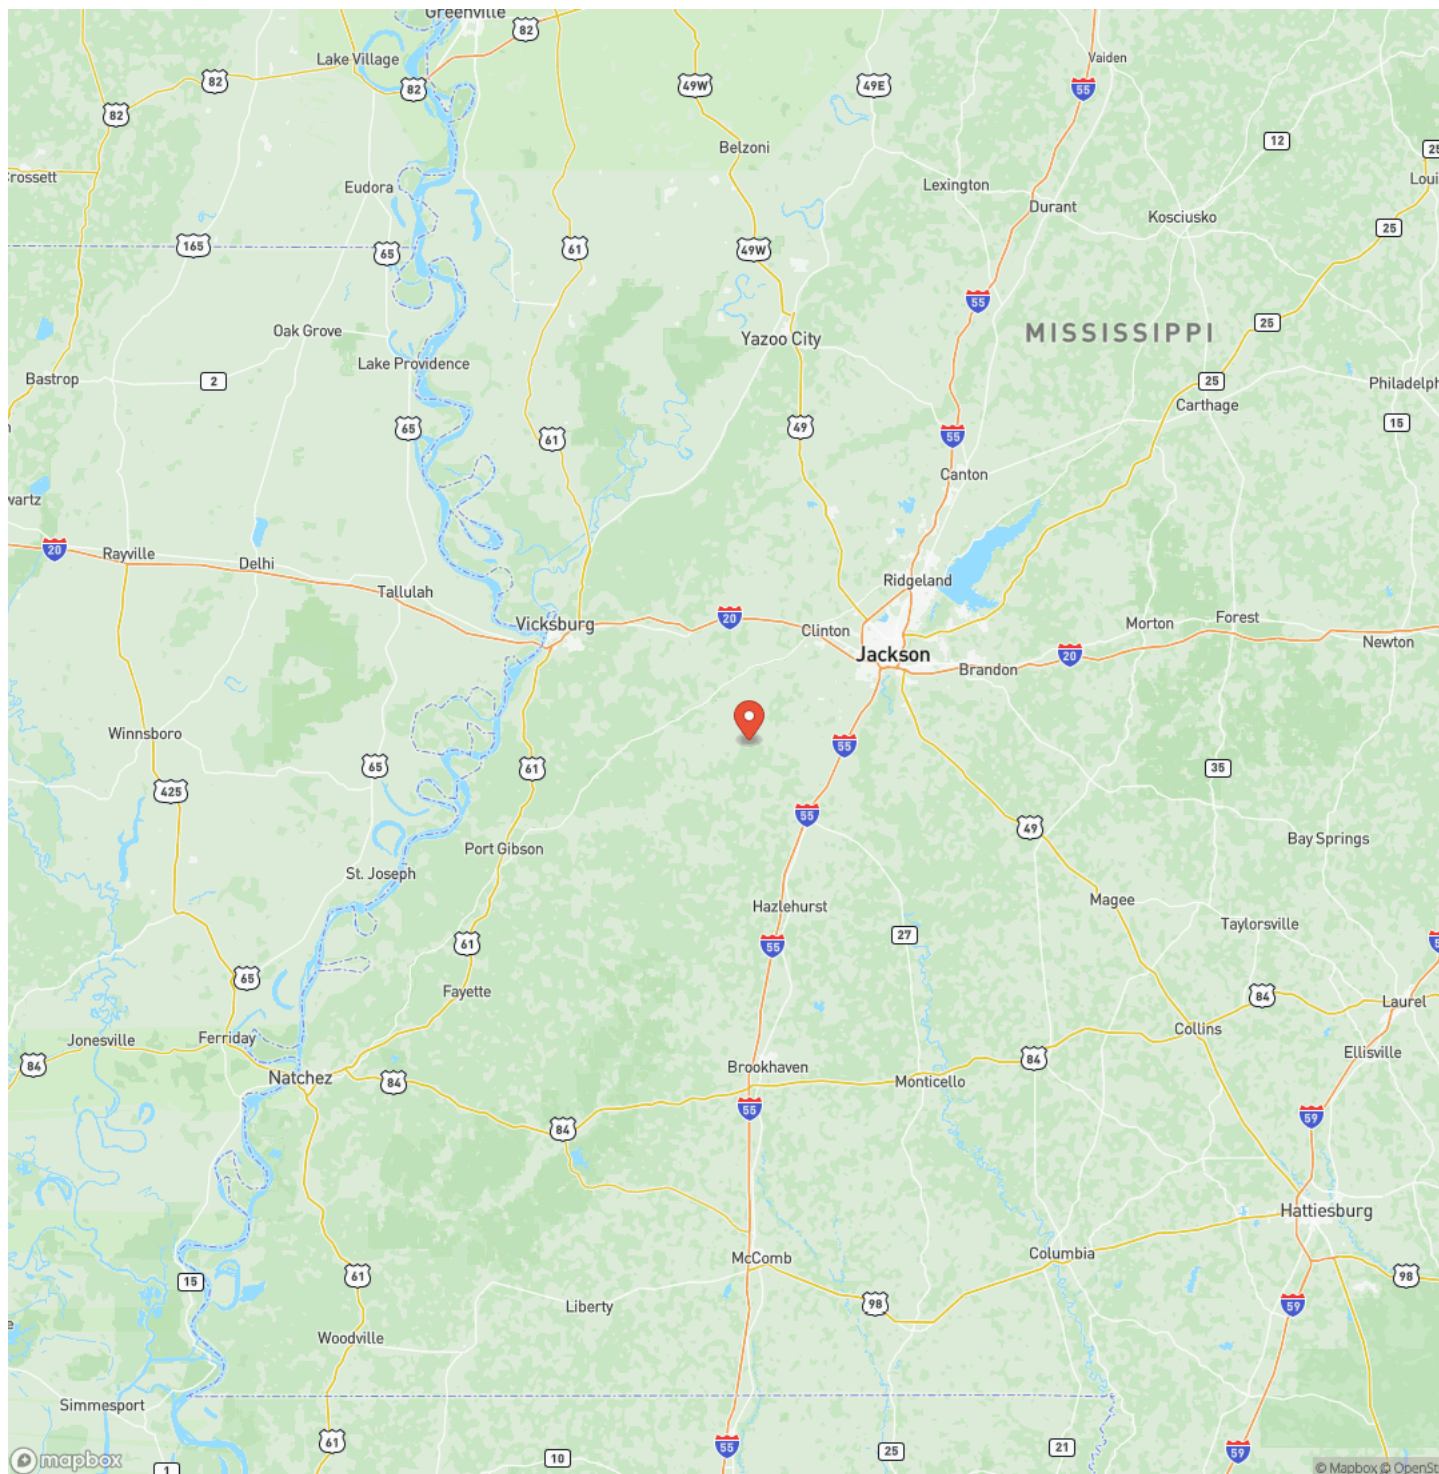 Greenville
82
Lake Village
82
82
82
49W
49E
Vaiden
55
12
25
Belzoni
Crossett
Eudora
Lexington
Durant
Kosciusko
25
165
65
61
49W
55
MISSISSIPPI
25
Oak Grove
Yazoo City
Lake Providence
Bastrop
2
25
Carthage
Philadelph
15
65
61
49
55
Canton
wartz
20
Rayville
Delhi
Tallulah
Ridgeland
Vicksburg
20
Clinton
Morton
Forest
Newton
Jackson
Brandon
20
Winnsboro
65
61
55
35
425
55
49
Port Gibson
Bay Springs
St. Joseph
Hazlehurst
Magee
Taylorsville
61
55
27
65
Fayette
84
Laurel
Jonesville
Ferriday
Collins
84
Natchez
84
Brookhaven
Monticello
84
Ellisville
55
84
59
Hattiesburg
15
McComb
Columbia
61
98
Liberty
98
59
Woodville
Simmesport
61
55
10
25
21
59
mapbox
1
© Mapbox © OpenSt